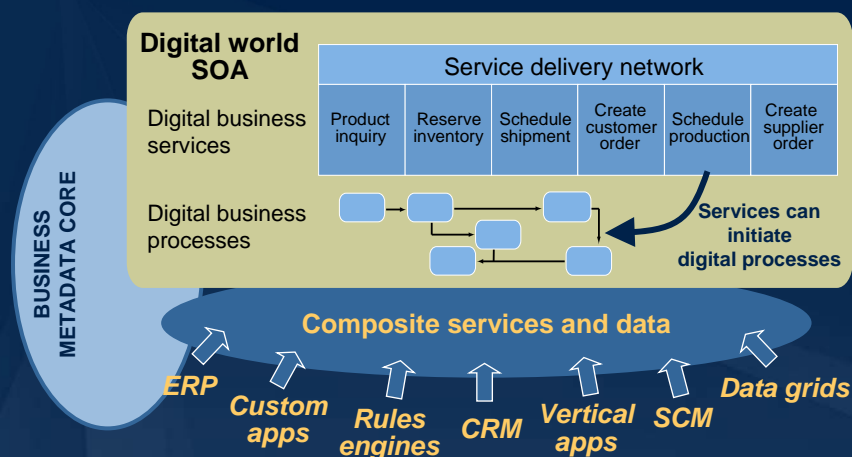 Digital world
SOA
Service delivery network
Digital business
services
Product
inquiry
Reserve
inventory
Schedule
shipment
Create
customer
order
Schedule
production
Create
supplier
order
Digital business
processes
Services can
initiate
digital processes
BUSINESS
METADATA CORE
Composite services and data
ERP
Custom
apps
Rules
engines
CRM
Vertical
apps
SCM
Data grids